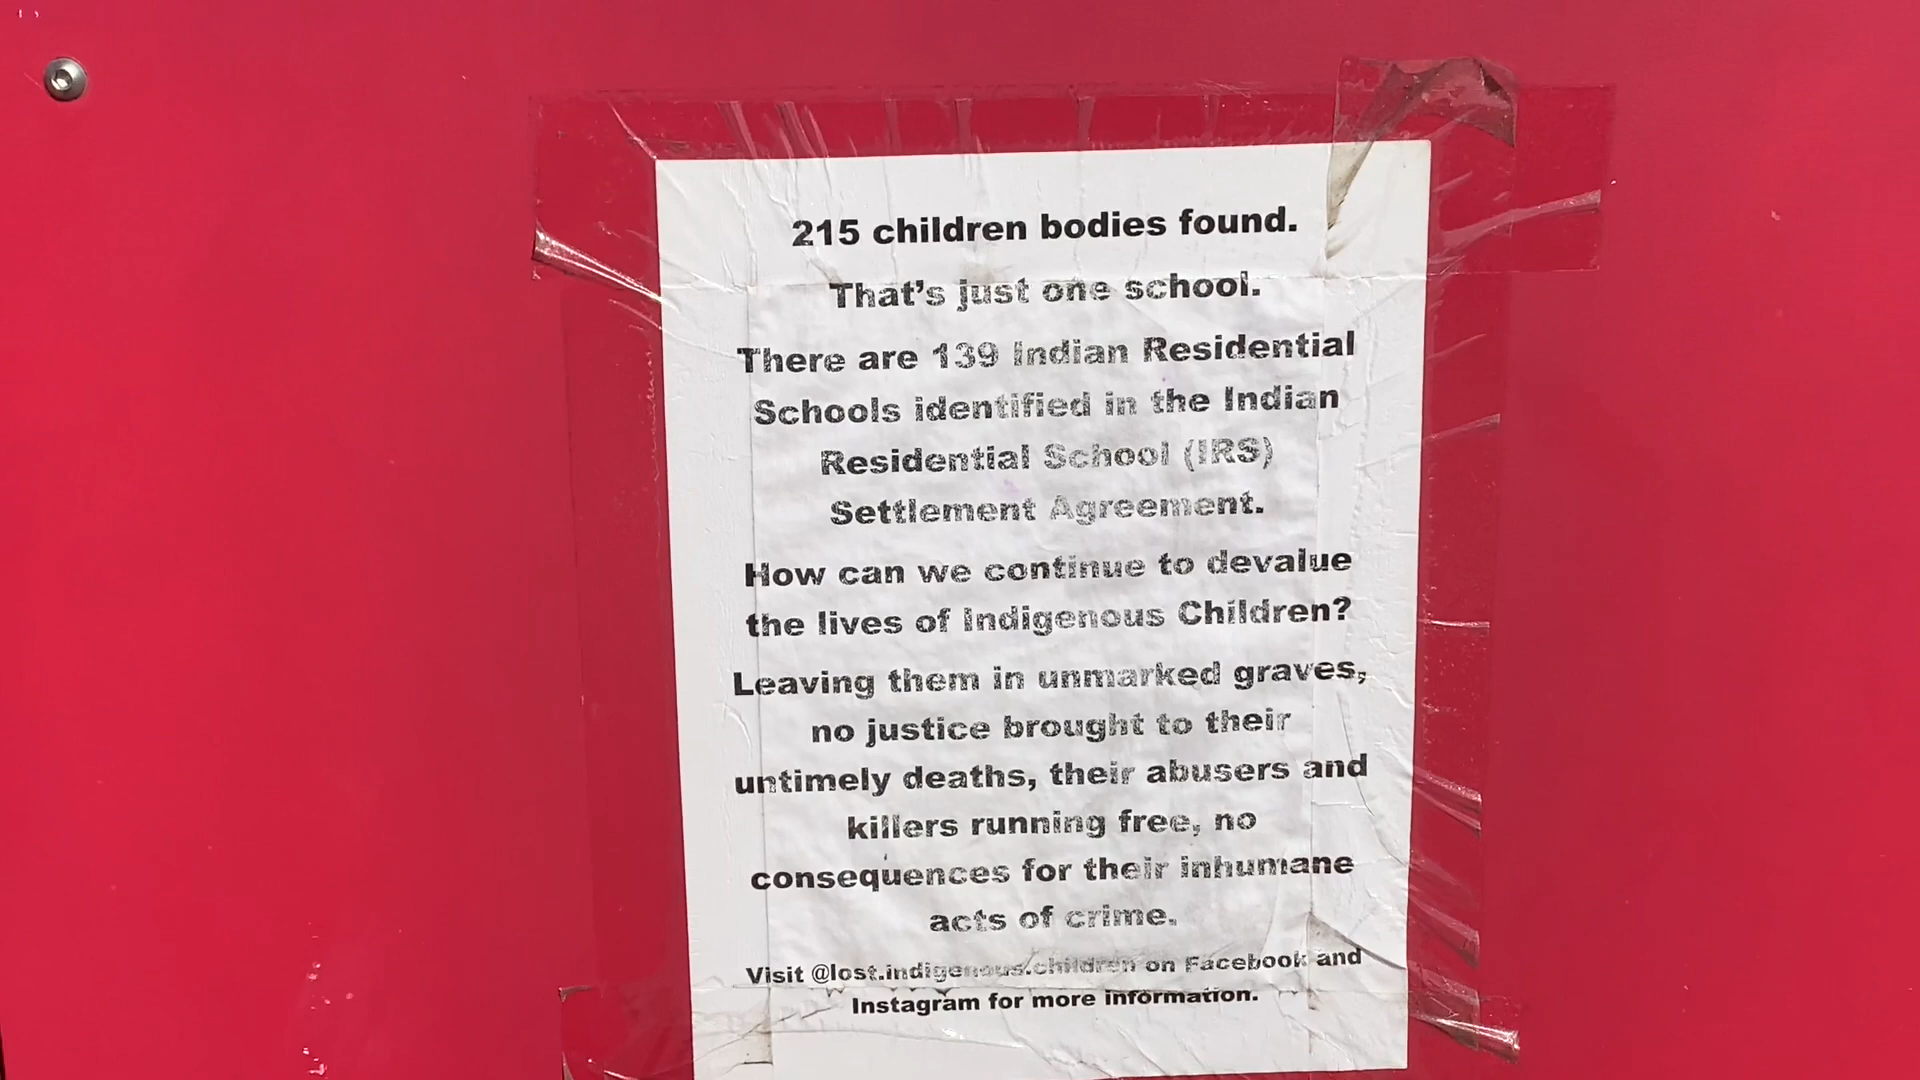 215 children bodies found.
That's just one school.
There are 139 Indian Residential
Schools identified in the Indian
Residential School (IRS)
Settlement Agreement.
How can we continue to devalue
the lives of Indigenous Children?
Leaving them in unmarked graves,
no justice brought to their
untimely deaths, their abusers and
killers running free, no
consequences for their inhumane
acts of crime.
Visit @lost.indigenous.children on Facebook and
Instagram for more information.